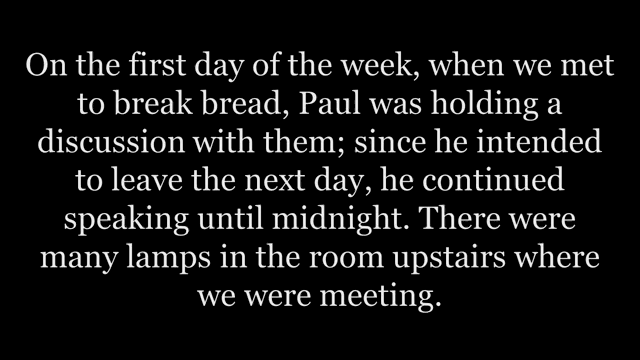 On the first day of the week, when we met
to break bread, Paul was holding a
discussion with them; since he intended
to leave the next day, he continued
speaking until midnight. There were
many lamps in the room upstairs where
we were meeting.